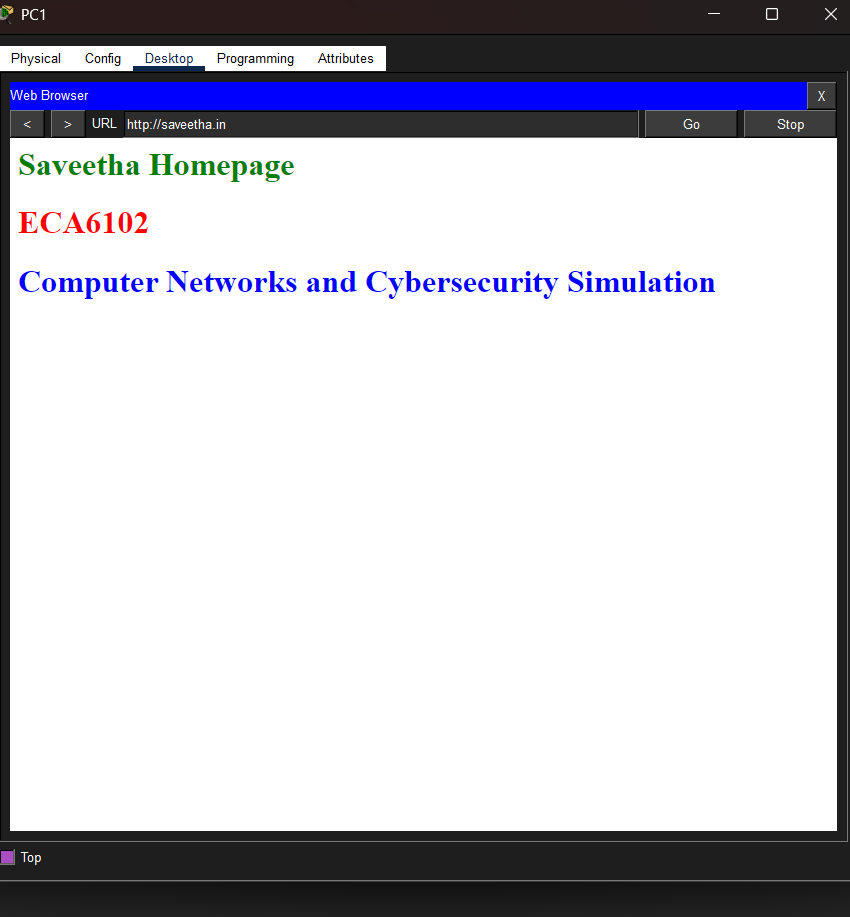 PC1
Physical Config Desktop Programming Attributes
Web Browser X
< > URL http://saveetha.in Go Stop
Saveetha Homepage
ECA6102
Computer Networks and Cybersecurity Simulation
Top